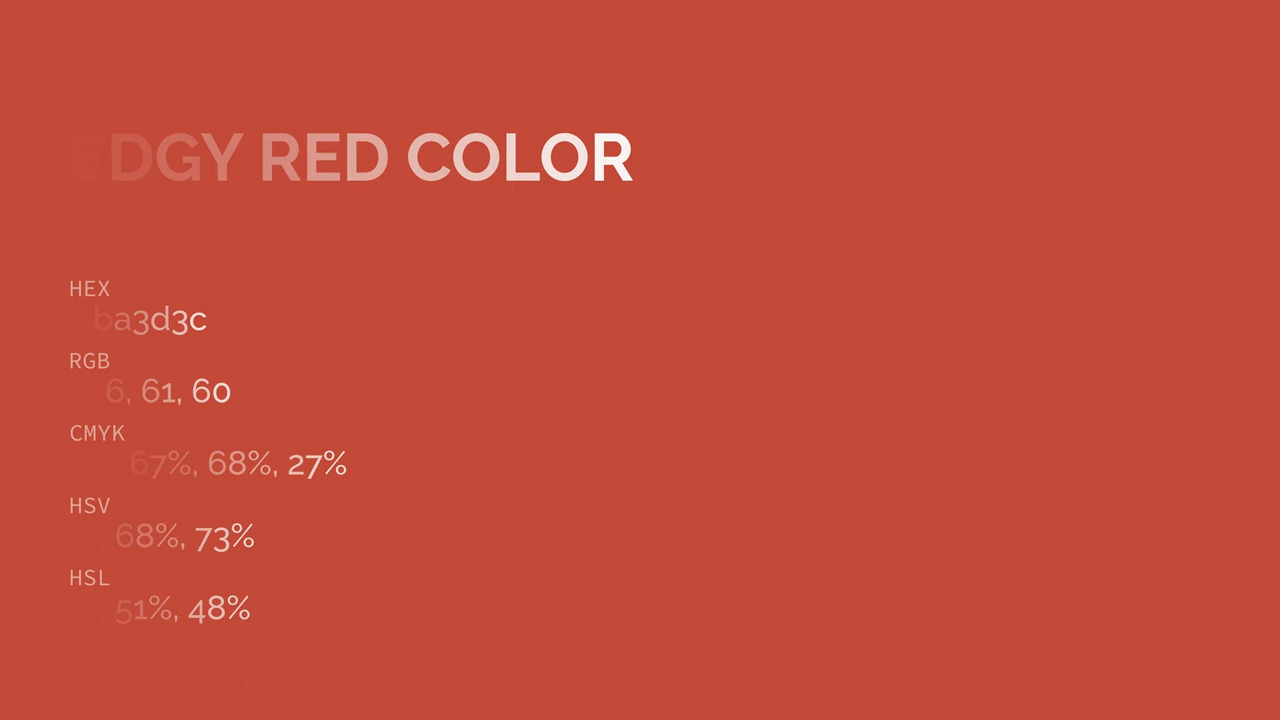 EDGY RED COLOR
HEX
ba3d3c
RGB
6, 61, 60
CMYK
67%, 68%, 27%
HSV
68%, 73%
HSL
51%, 48%